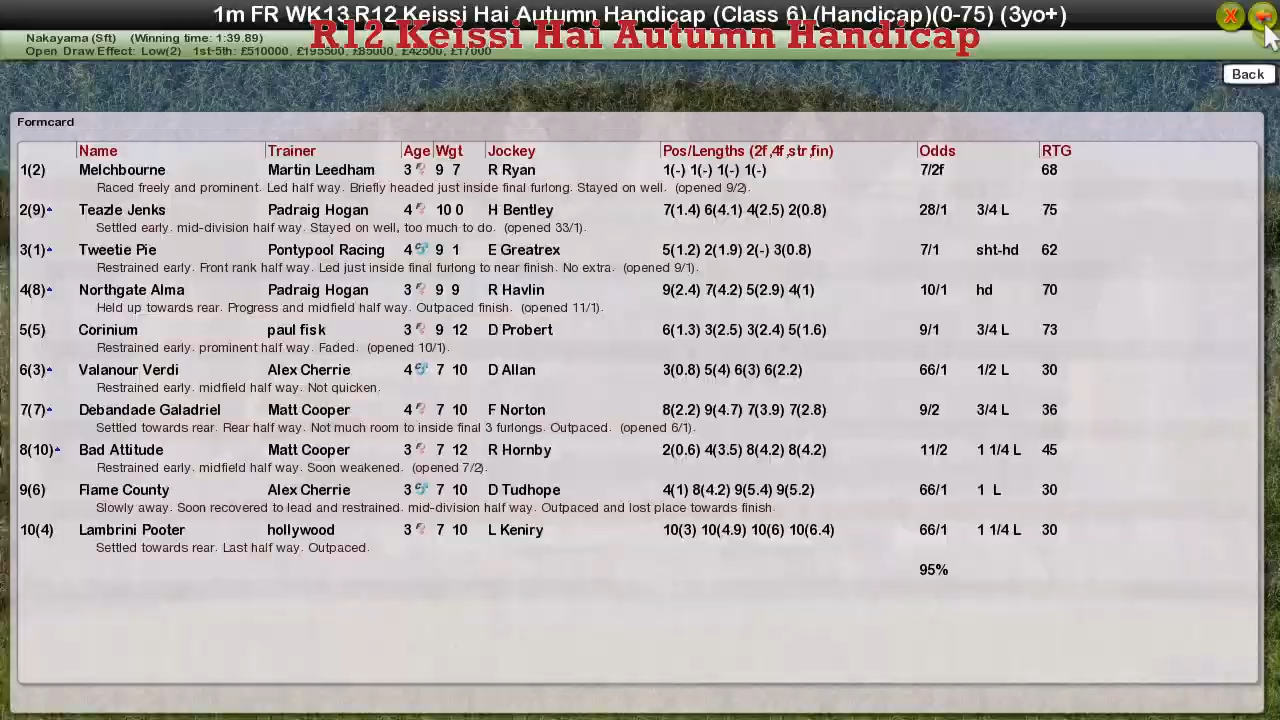 1m FR WK13 R12 Keissi Hai Autumn Handicap (Class 6) (Handicap)(0-75) (3yo+)
R12 Keissi Hai Autumn Handicap
Nakayama (Sft) (Winning time: 1:39.89)
Open Draw Effect: Low(2) 1st-5th: £510000, £195500, £85000, £42500, £17000
X
Back
Formcard
Name Trainer Age Wgt Jockey Pos/Lengths (2f,4f,str,fin) Odds RTG
1(2) Melchbourne Martin Leedham 3 9 7 R Ryan 1(-) 1(-) 1(-) 1(-) 7/2f 68
Raced freely and prominent. Led half way. Briefly headed just inside final furlong. Stayed on well. (opened 9/2).
2(9) Teazle Jenks Padraig Hogan 4 10 0 H Bentley 7(1.4) 6(4.1) 4(2.5) 2(0.8) 28/1 3/4 L 75
Settled early. mid-division half way. Stayed on well, too much to do. (opened 33/1).
3(1) Tweetie Pie Pontypool Racing 4 9 1 E Greatrex 5(1.2) 2(1.9) 2(-) 3(0.8) 7/1 sht-hd 62
Restrained early. Front rank half way. Led just inside final furlong to near finish. No extra. (opened 9/1).
4(8) Northgate Alma Padraig Hogan 3 9 9 R Havlin 9(2.4) 7(4.2) 5(2.9) 4(1) 10/1 hd 70
Held up towards rear. Progress and midfield half way. Outpaced finish. (opened 11/1).
5(5) Corinium paul fisk 3 9 12 D Probert 6(1.3) 3(2.5) 3(2.4) 5(1.6) 9/1 3/4 L 73
Restrained early. prominent half way. Faded. (opened 10/1).
6(3) Valanour Verdi Alex Cherrie 4 7 10 D Allan 3(0.8) 5(4) 6(3) 6(2.2) 66/1 1/2 L 30
Restrained early. midfield half way. Not quicken.
7(7) Debandade Galadriel Matt Cooper 4 7 10 F Norton 8(2.2) 9(4.7) 7(3.9) 7(2.8) 9/2 3/4 L 36
Settled towards rear. Rear half way. Not much room to inside final 3 furlongs. Outpaced. (opened 6/1).
8(10) Bad Attitude Matt Cooper 3 7 12 R Hornby 2(0.6) 4(3.5) 8(4.2) 8(4.2) 11/2 1 1/4 L 45
Restrained early. midfield half way. Soon weakened. (opened 7/2).
9(6) Flame County Alex Cherrie 3 7 10 D Tudhope 4(1) 8(4.2) 9(5.4) 9(5.2) 66/1 1 L 30
Slowly away. Soon recovered to lead and restrained. mid-division half way. Outpaced and lost place towards finish.
10(4) Lambrini Pooter hollywood 3 7 10 L Keniry 10(3) 10(4.9) 10(6) 10(6.4) 66/1 1 1/4 L 30
Settled towards rear. Last half way. Outpaced.
95%